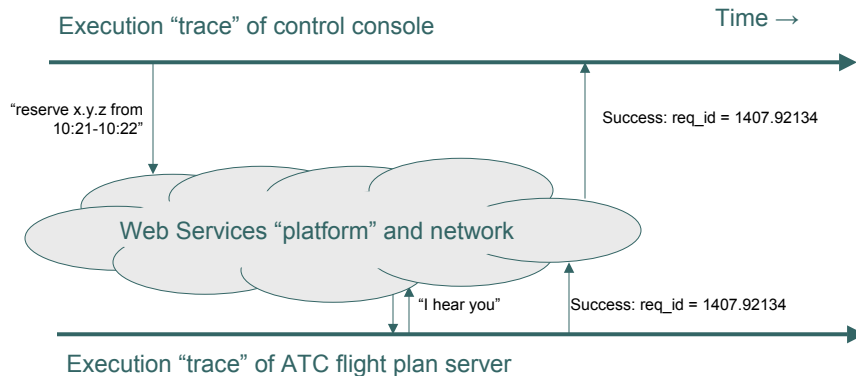 Execution “trace” of control console
Time →
“reserve x.y.z from
10:21-10:22”
Success: req_id = 1407.92134
Web Services “platform” and network
“I hear you”
Success: req_id = 1407.92134
Execution “trace” of ATC flight plan server